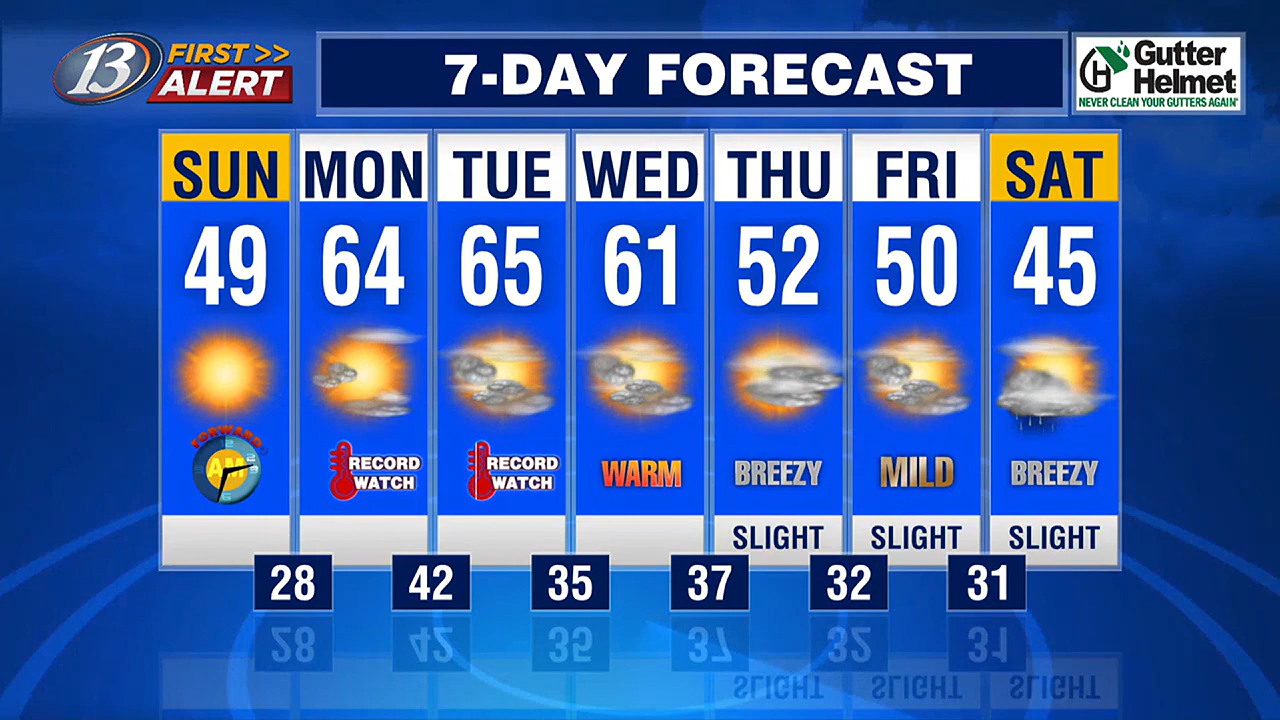 13 FIRST >>
ALERT
7-DAY FORECAST
Gutter
Helmet
NEVER CLEAN YOUR GUTTERS AGAIN®
SUN MON TUE WED THU FRI SAT
49 64 65 61 52 50 45
FORWARD
AM
RECORD
WATCH
RECORD
WATCH
WARM
BREEZY
MILD
BREEZY
SLIGHT SLIGHT SLIGHT
28 42 35 37 32 31